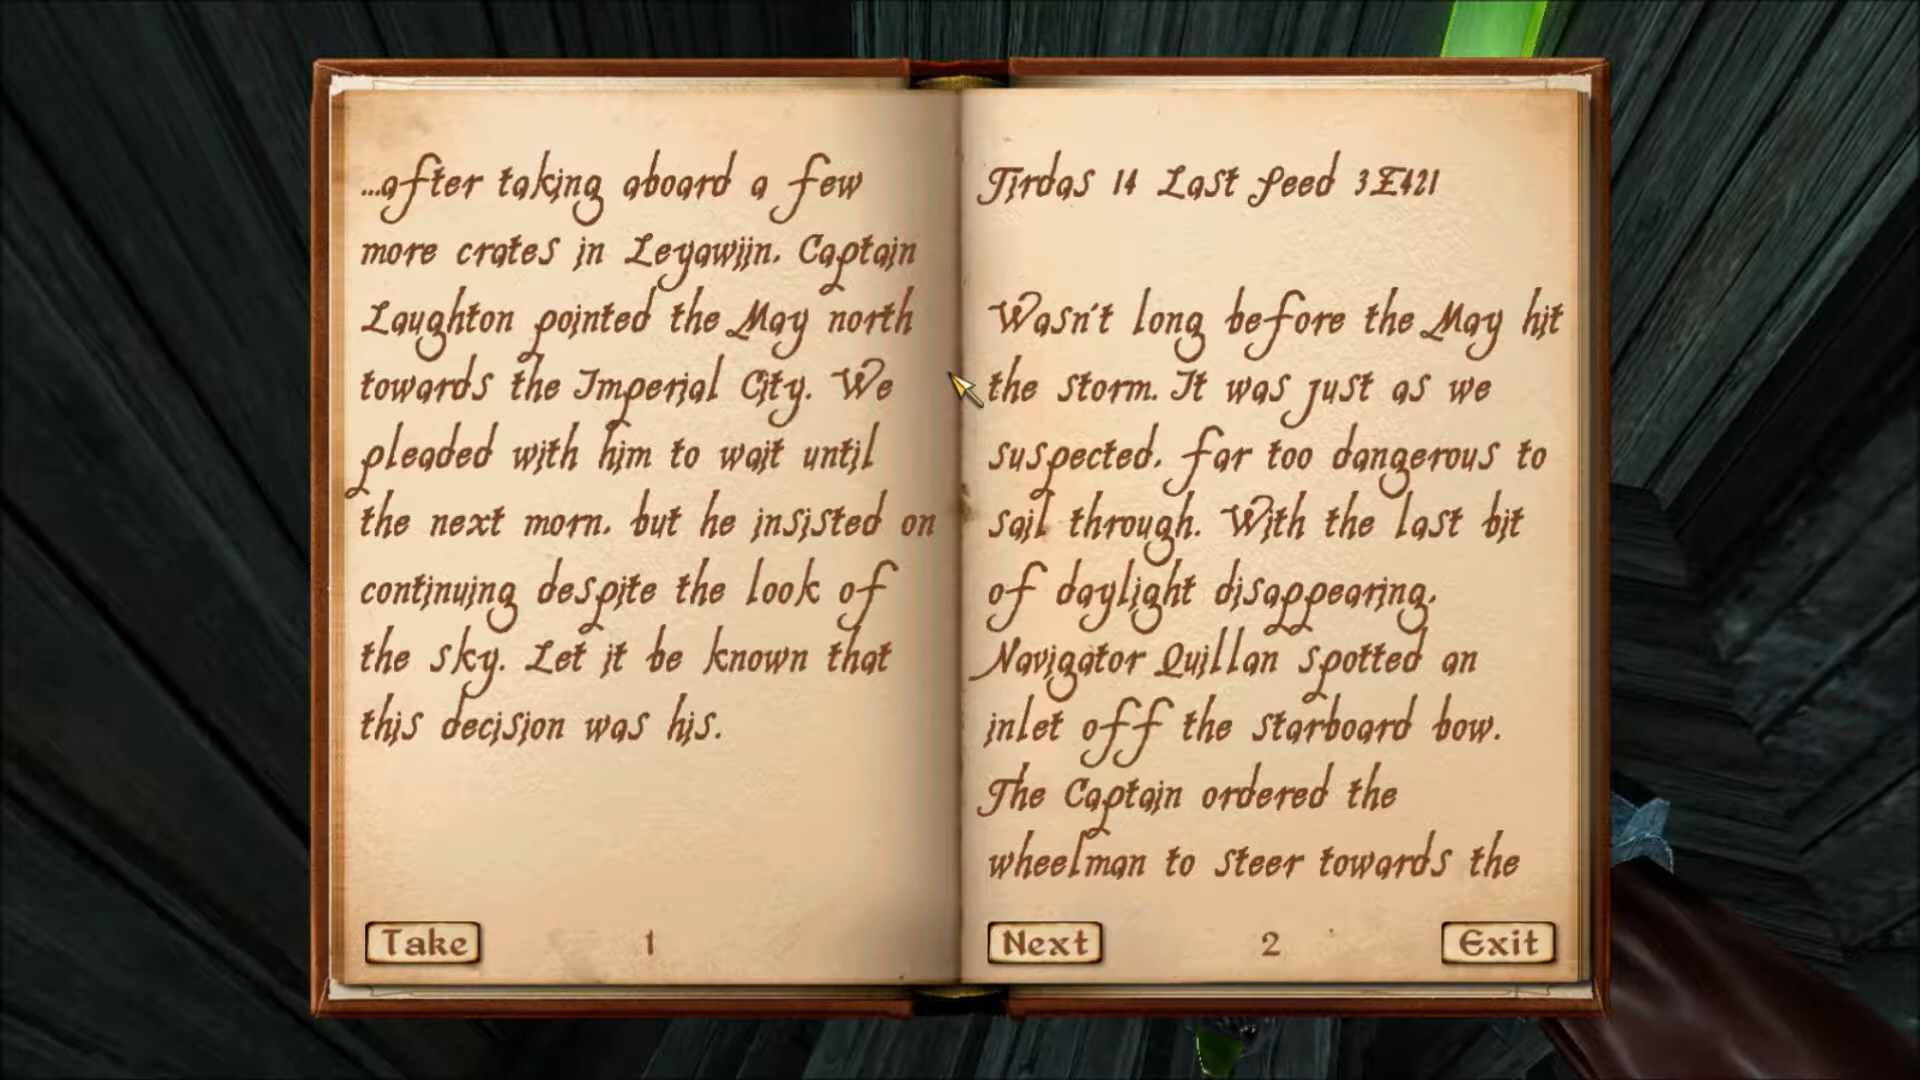 ...after taking aboard a few
more crates in Leyawiin, Captain
Laughton pointed the May north
towards the Imperial City. We
pleaded with him to wait until
the next morn, but he insisted on
continuing despite the look of
the sky. Let it be known that
this decision was his.
Take
1
Tirdas 14 Last Seed 3E421
Wasn't long before the May hit
the storm. It was just as we
suspected, far too dangerous to
sail through. With the last bit
of daylight disappearing,
Navigator Quillan spotted an
inlet off the starboard bow.
The Captain ordered the
wheelman to steer towards the
Next
2
Exit